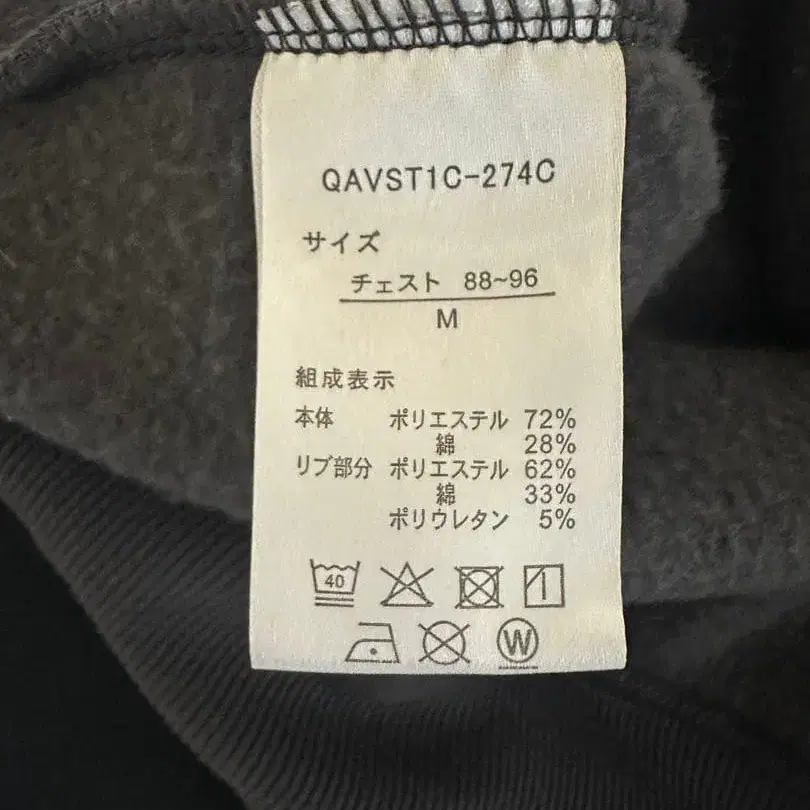 QAVST1C-274C
サイズ
チェスト 88~96
M
組成表示
本体 ポリエステル 72%
綿 28%
リブ部分 ポリエステル 62%
綿 33%
ポリウレタン 5%
40
W